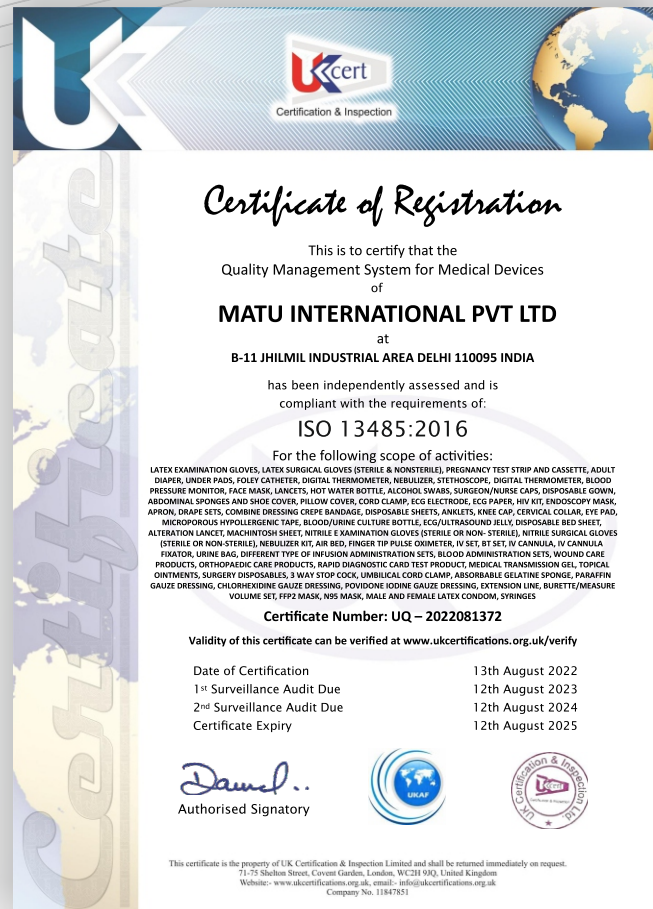 UKcert
Certification & Inspection
Certificate
Certificate of Registration
This is to certify that the
Quality Management System for Medical Devices
of
MATU INTERNATIONAL PVT LTD
at
B-11 JHILMIL INDUSTRIAL AREA DELHI 110095 INDIA
has been independently assessed and is
compliant with the requirements of:
ISO 13485:2016
For the following scope of activities:
LATEX EXAMINATION GLOVES, LATEX SURGICAL GLOVES (STERILE & NONSTERILE), PREGNANCY TEST STRIP AND CASSETTE, ADULT
DIAPER, UNDER PADS, FOLEY CATHETER, DIGITAL THERMOMETER, NEBULIZER, STETHOSCOPE, DIGITAL THERMOMETER, BLOOD
PRESSURE MONITOR, FACE MASK, LANCETS, HOT WATER BOTTLE, ALCOHOL SWABS, SURGEON/NURSE CAPS, DISPOSABLE GOWN,
ABDOMINAL SPONGES AND SHOE COVER, PILLOW COVER, CORD CLAMP, ECG ELECTRODE, ECG PAPER, HIV KIT, ENDOSCOPY MASK,
APRON, DRAPE SETS, COMBINE DRESSING CREPE BANDAGE, DISPOSABLE SHEETS, ANKLETS, KNEE CAP, CERVICAL COLLAR, EYE PAD,
MICROPOROUS HYPOLLERGENIC TAPE, BLOOD/URINE CULTURE BOTTLE, ECG/ULTRASOUND JELLY, DISPOSABLE BED SHEET,
ALTERATION LANCET, MACHINTOSH SHEET, NITRILE E XAMINATION GLOVES (STERILE OR NON- STERILE), NITRILE SURGICAL GLOVES
(STERILE OR NON-STERILE), NEBULIZER KIT, AIR BED, FINGER TIP PULSE OXIMETER, IV SET, BT SET, IV CANNULA, IV CANNULA
FIXATOR, URINE BAG, DIFFERENT TYPE OF INFUSION ADMINISTRATION SETS, BLOOD ADMINISTRATION SETS, WOUND CARE
PRODUCTS, ORTHOPAEDIC CARE PRODUCTS, RAPID DIAGNOSTIC CARD TEST PRODUCT, MEDICAL TRANSMISSION GEL, TOPICAL
OINTMENTS, SURGERY DISPOSABLES, 3 WAY STOP COCK, UMBILICAL CORD CLAMP, ABSORBABLE GELATINE SPONGE, PARAFFIN
GAUZE DRESSING, CHLORHEXIDINE GAUZE DRESSING, POVIDONE IODINE GAUZE DRESSING, EXTENSION LINE, BURETTE/MEASURE
VOLUME SET, FFP2 MASK, N95 MASK, MALE AND FEMALE LATEX CONDOM, SYRINGES
Certificate Number: UQ – 2022081372
Validity of this certificate can be verified at www.ukcertifications.org.uk/verify
Date of Certification 13th August 2022
1st Surveillance Audit Due 12th August 2023
2nd Surveillance Audit Due 12th August 2024
Certificate Expiry 12th August 2025
Authorised Signatory
UKAF
UK Certification & Inspection Ltd.
This certificate is the property of UK Certification & Inspection Limited and shall be returned immediately on request.
71-75 Shelton Street, Covent Garden, London, WC2H 9JQ, United Kingdom
Website:- www.ukcertifications.org.uk, email:- info@ukcertifications.org.uk
Company No. 11847851